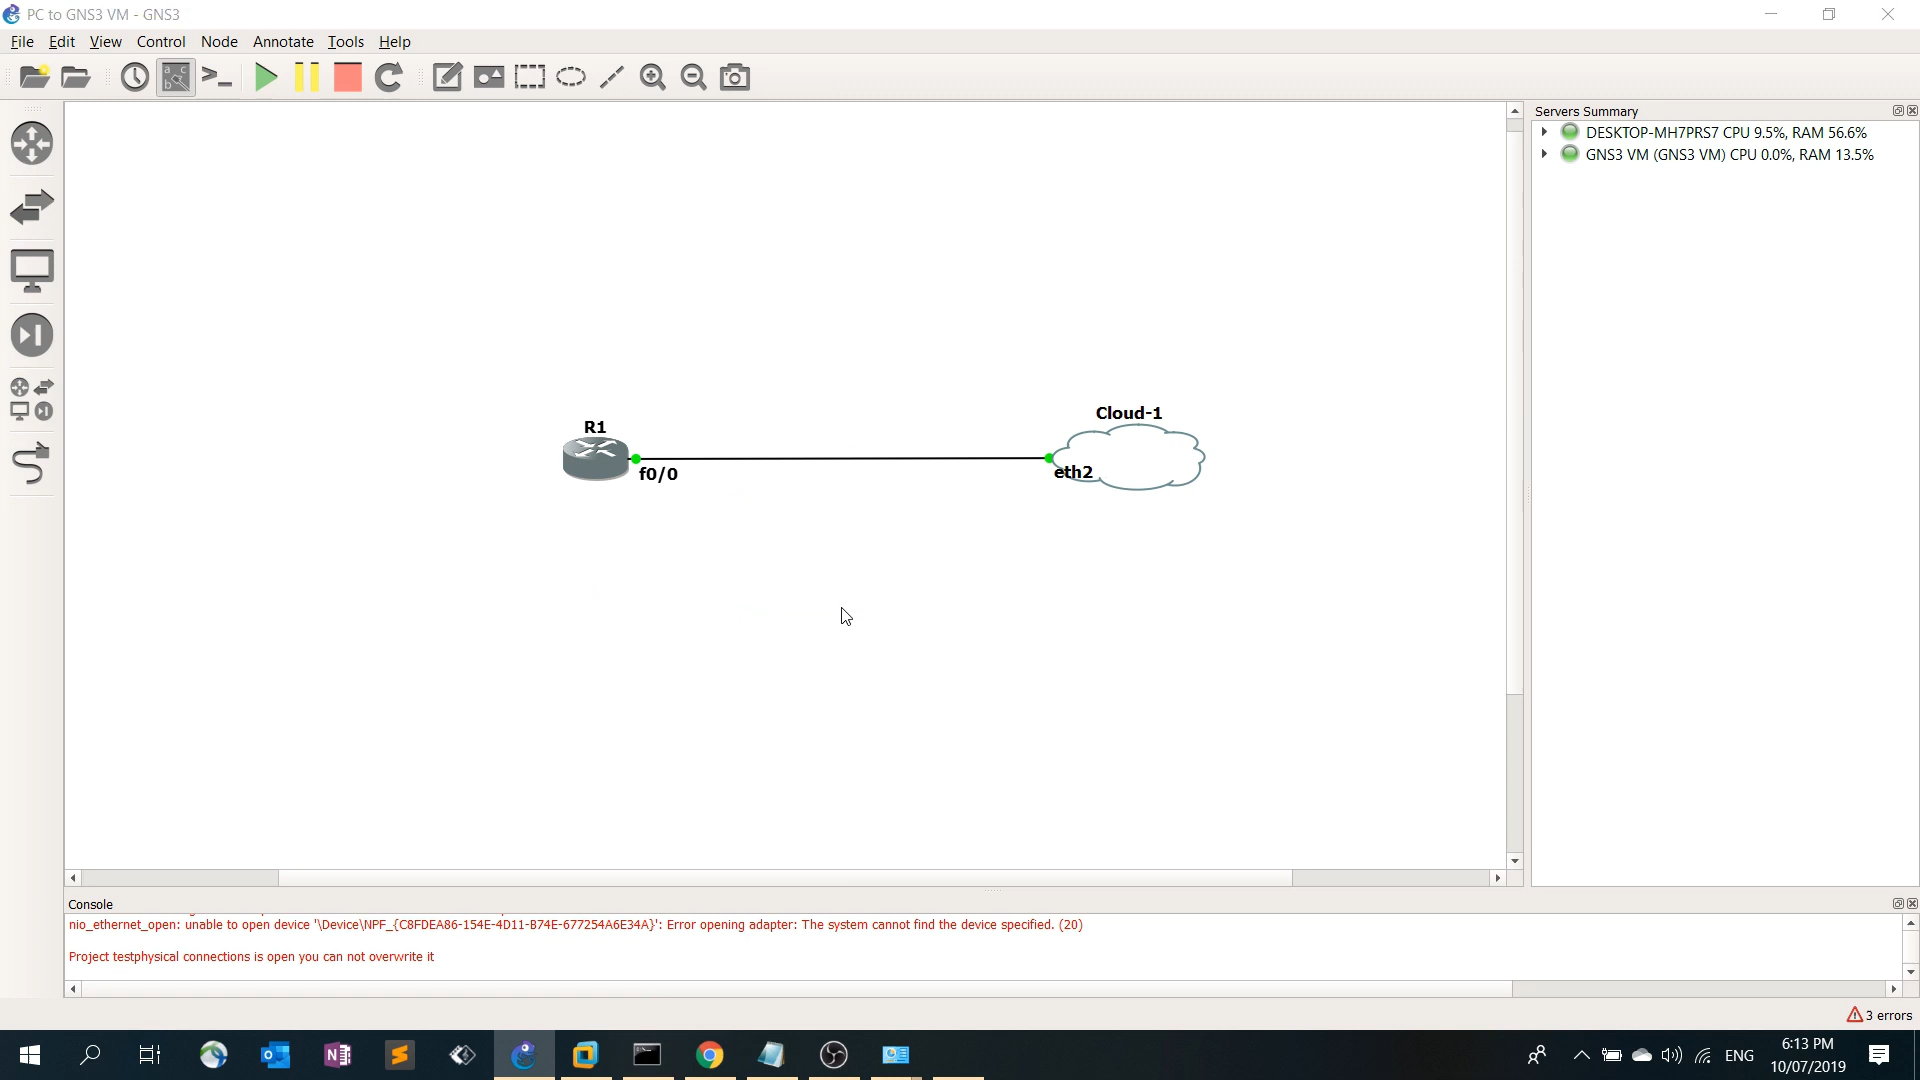 PC to GNS3 VM - GNS3
File Edit View Control Node Annotate Tools Help
Servers Summary
DESKTOP-MH7PRS7 CPU 9.5%, RAM 56.6%
GNS3 VM (GNS3 VM) CPU 0.0%, RAM 13.5%
Cloud-1
R1
f0/0
eth2
Console
nio_ethernet_open: unable to open device '\Device\NPF_{C8FDEA86-154E-4D11-B74E-677254A6E34A}': Error opening adapter: The system cannot find the device specified. (20)
Project testphysical connections is open you can not overwrite it
3 errors
ENG
6:13 PM
10/07/2019